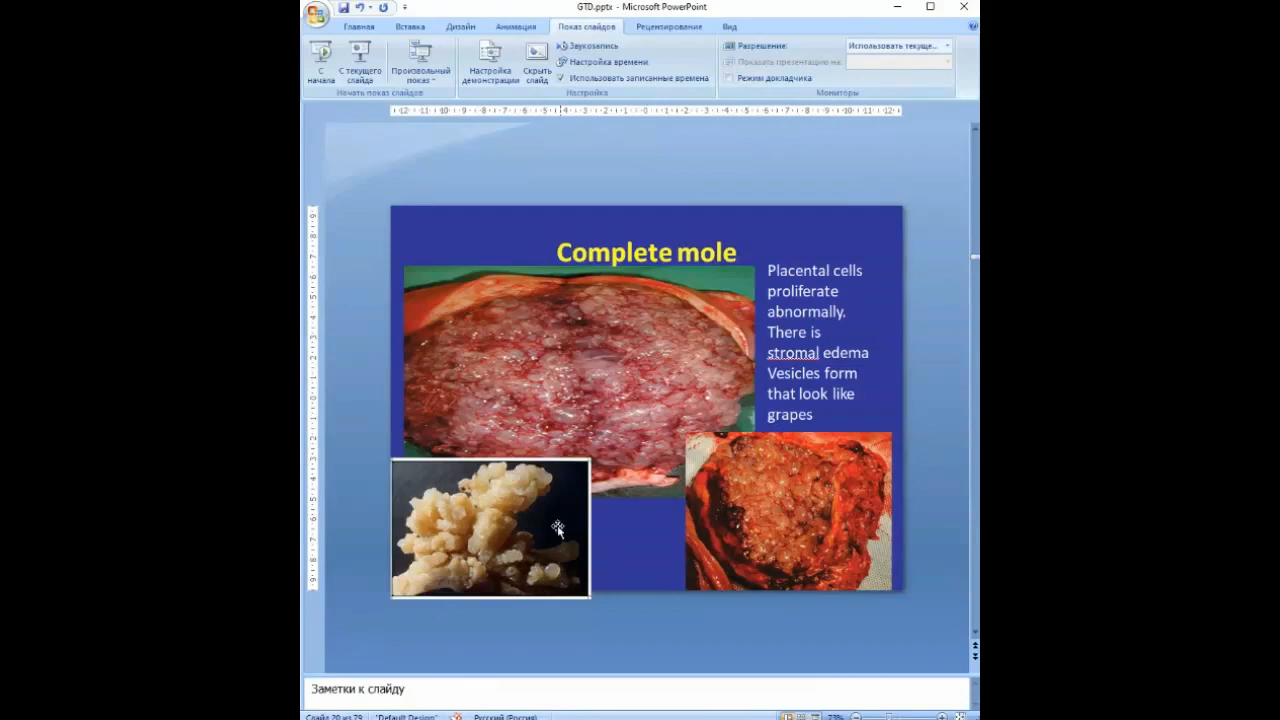 GTD.pptx - Microsoft PowerPoint
Главная Вставка Дизайн Анимация Показ слайдов Рецензирование Вид
С начала
С текущего слайда
Произвольный показ
Настройка демонстрации
Скрыть слайд
Звукозапись
Настройка времени
Использовать записанные времена
Разрешение: Использовать текуще...
Показать презентацию на:
Режим докладчика
Начать показ слайдов Настройка Мониторы
Complete mole
Placental cells
proliferate
abnormally.
There is
stromal edema
Vesicles form
that look like
grapes
Заметки к слайду
Слайд 20 из 79 "Default Design" Русский (Россия) 73%